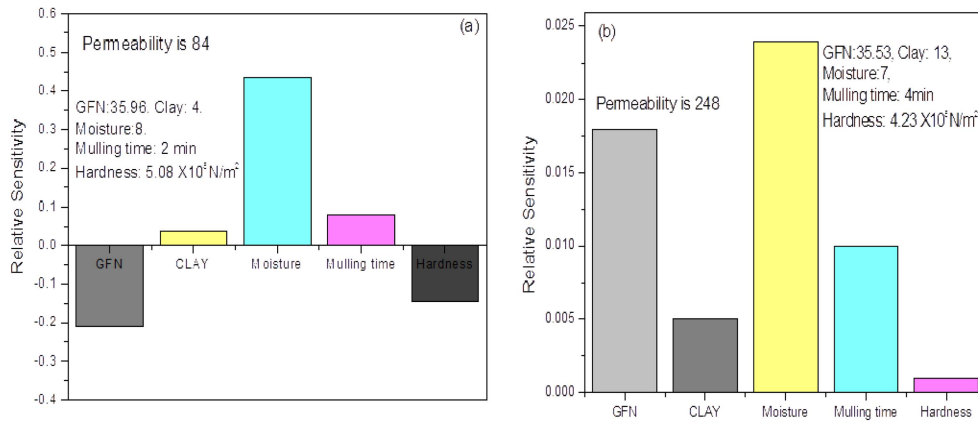 (a)
Permeability is 84
GFN:35.96. Clay: 4.
Moisture:8.
Mulling time: 2 min
Hardness: 5.08 X10⁵N/m²
Relative Sensitivity
0.6
0.5
0.4
0.3
0.2
0.1
0.0
-0.1
-0.2
-0.3
-0.4
GFN
CLAY
Moisture
Mulling time
Hardness
(b)
GFN:35.53, Clay: 13,
Moisture:7,
Mulling time: 4min
Hardness: 4.23 X10⁵N/m²
Permeability is 248
Relative Sensitivity
0.025
0.020
0.015
0.010
0.005
0.000
GFN
CLAY
Moisture
Mulling time
Hardness